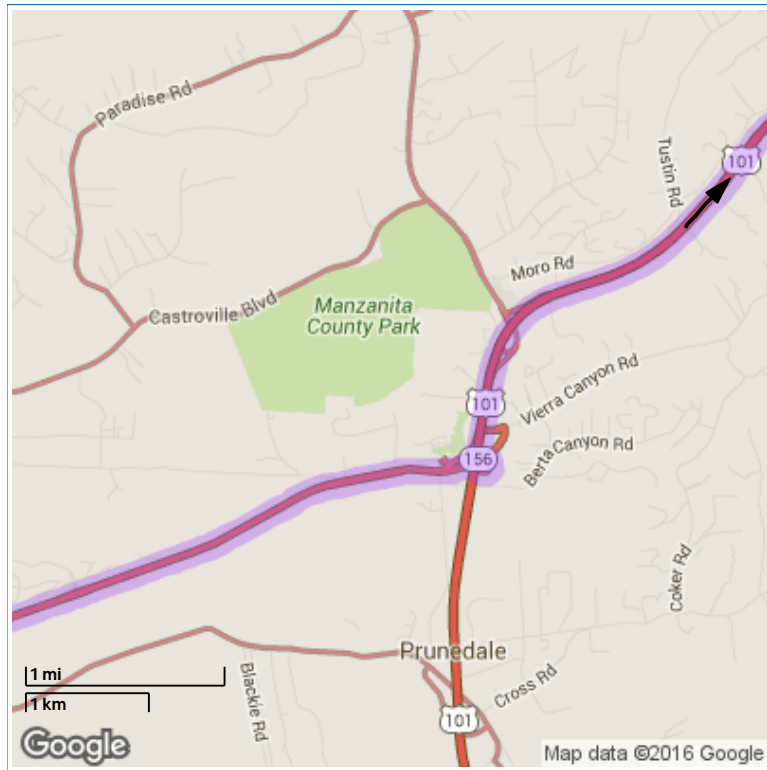 Paradise Rd
Tustin Rd
101
Moro Rd
Castroville Blvd
Manzanita
County Park
101
Vierra Canyon Rd
156
Berta Canyon Rd
Coker Rd
Prunedale
1 mi
1 km
Blackie Rd
Cross Rd
101
Google
Map data ©2016 Google